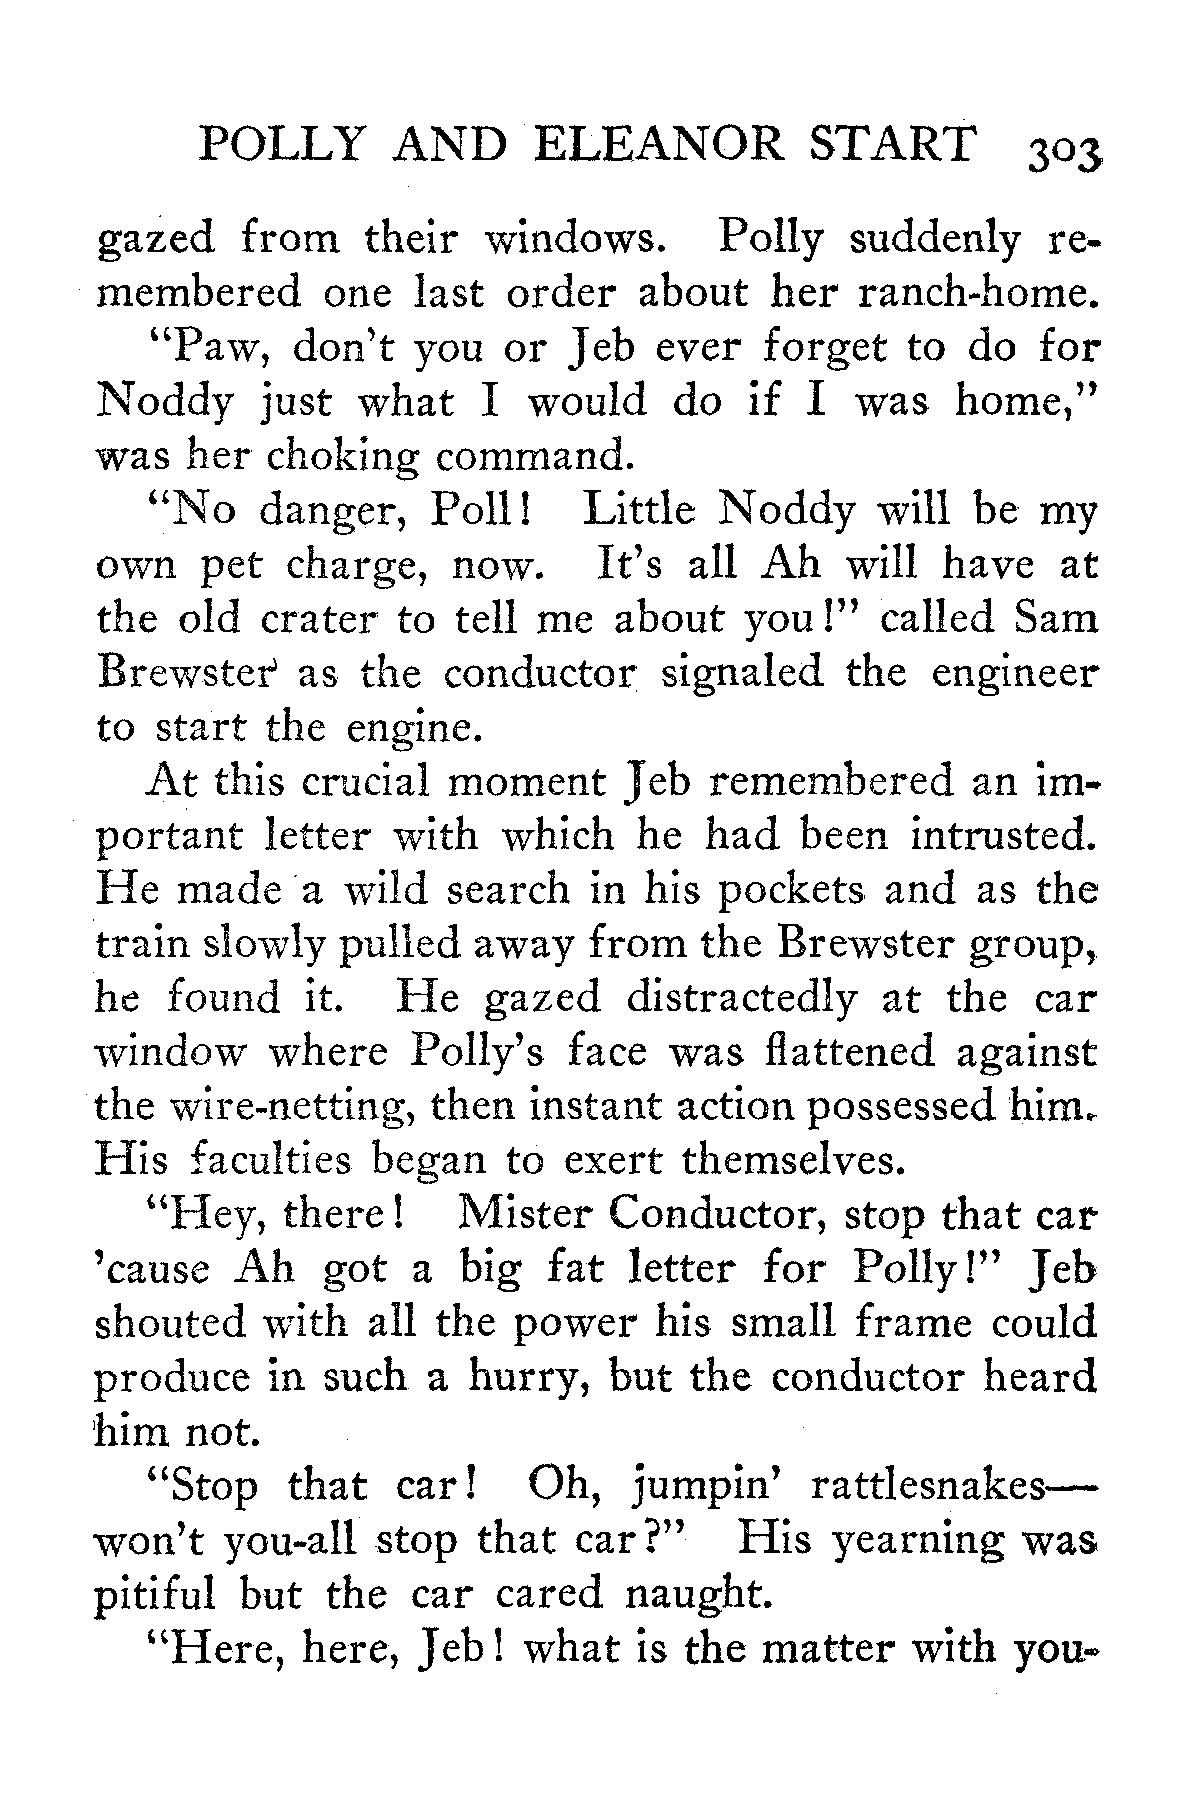 POLLY AND ELEANOR START 303
gazed from their windows. Polly suddenly re-
membered one last order about her ranch-home.
“Paw, don’t you or Jeb ever forget to do for
Noddy just what I would do if I was home,”
was her choking command.
“No danger, Poll! Little Noddy will be my
own pet charge, now. It’s all Ah will have at
the old crater to tell me about you!” called Sam
Brewster as the conductor signaled the engineer
to start the engine.
At this crucial moment Jeb remembered an im-
portant letter with which he had been intrusted.
He made a wild search in his pockets and as the
train slowly pulled away from the Brewster group,
he found it. He gazed distractedly at the car
window where Polly’s face was flattened against
the wire-netting, then instant action possessed him.
His faculties began to exert themselves.
“Hey, there! Mister Conductor, stop that car
’cause Ah got a big fat letter for Polly!” Jeb
shouted with all the power his small frame could
produce in such a hurry, but the conductor heard
him not.
“Stop that car! Oh, jumpin’ rattlesnakes—
won’t you-all stop that car?” His yearning was
pitiful but the car cared naught.
“Here, here, Jeb! what is the matter with you-